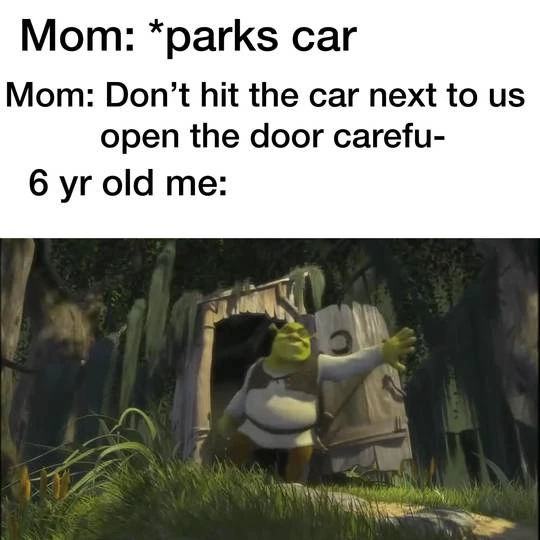 Mom: *parks car
Mom: Don’t hit the car next to us
open the door carefu-
6 yr old me: